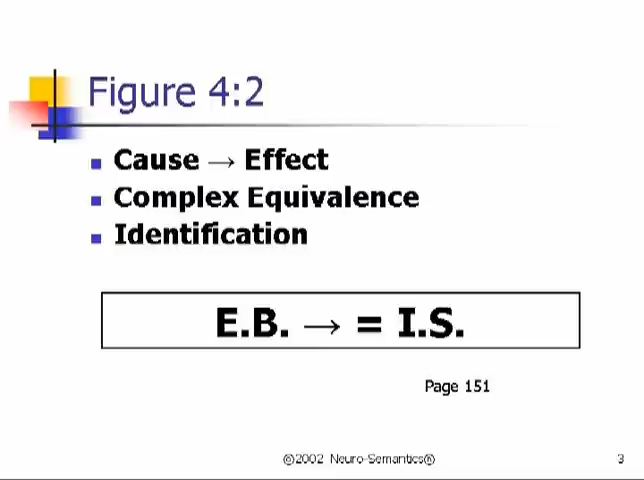 Figure 4:2
Cause → Effect
Complex Equivalence
Identification
E.B. → = I.S.
Page 151
©2002 Neuro-Semantics®
3